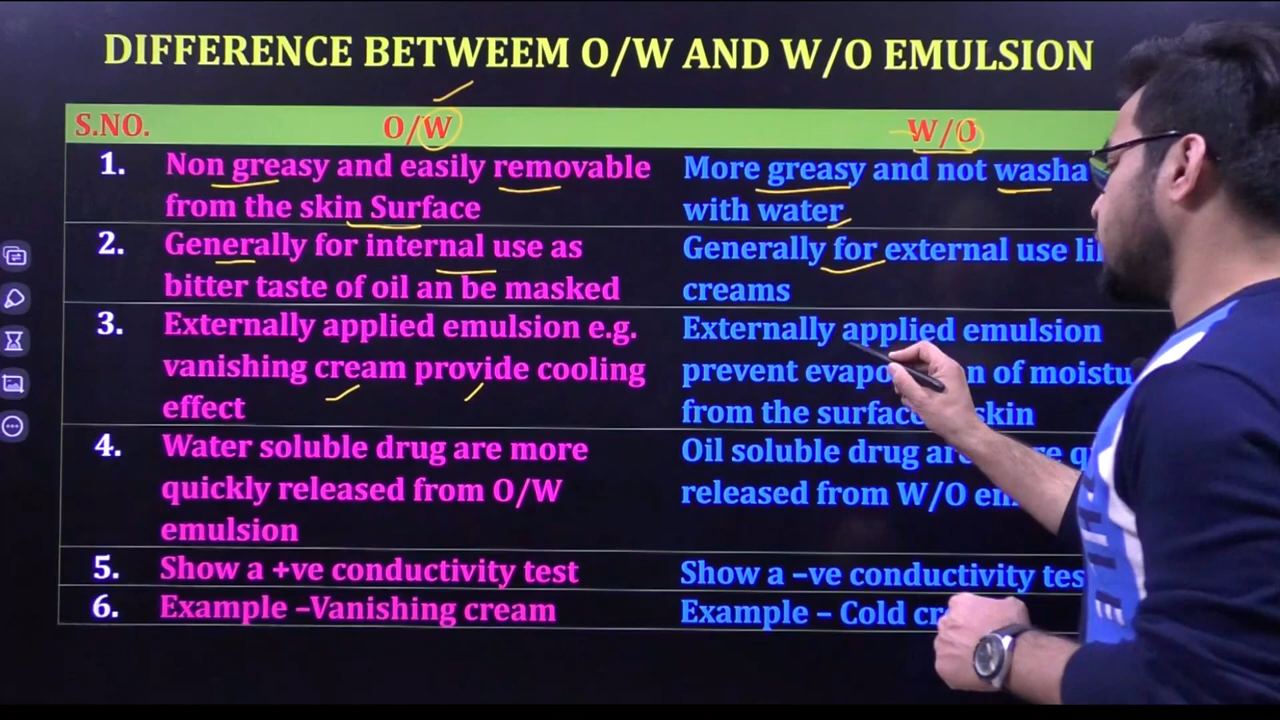 DIFFERENCE BETWEEM O/W AND W/O EMULSION
S.NO. O/W W/O
1. Non greasy and easily removable
from the skin Surface
More greasy and not washa
with water
2. Generally for internal use as
bitter taste of oil an be masked
Generally for external use li
creams
3. Externally applied emulsion e.g.
vanishing cream provide cooling
effect
Externally applied emulsion
prevent evapo n of moistu
from the surface skin
4. Water soluble drug are more
quickly released from O/W
emulsion
Oil soluble drug are
released from W/O em
5. Show a +ve conductivity test
Show a –ve conductivity tes
6. Example –Vanishing cream
Example – Cold cr